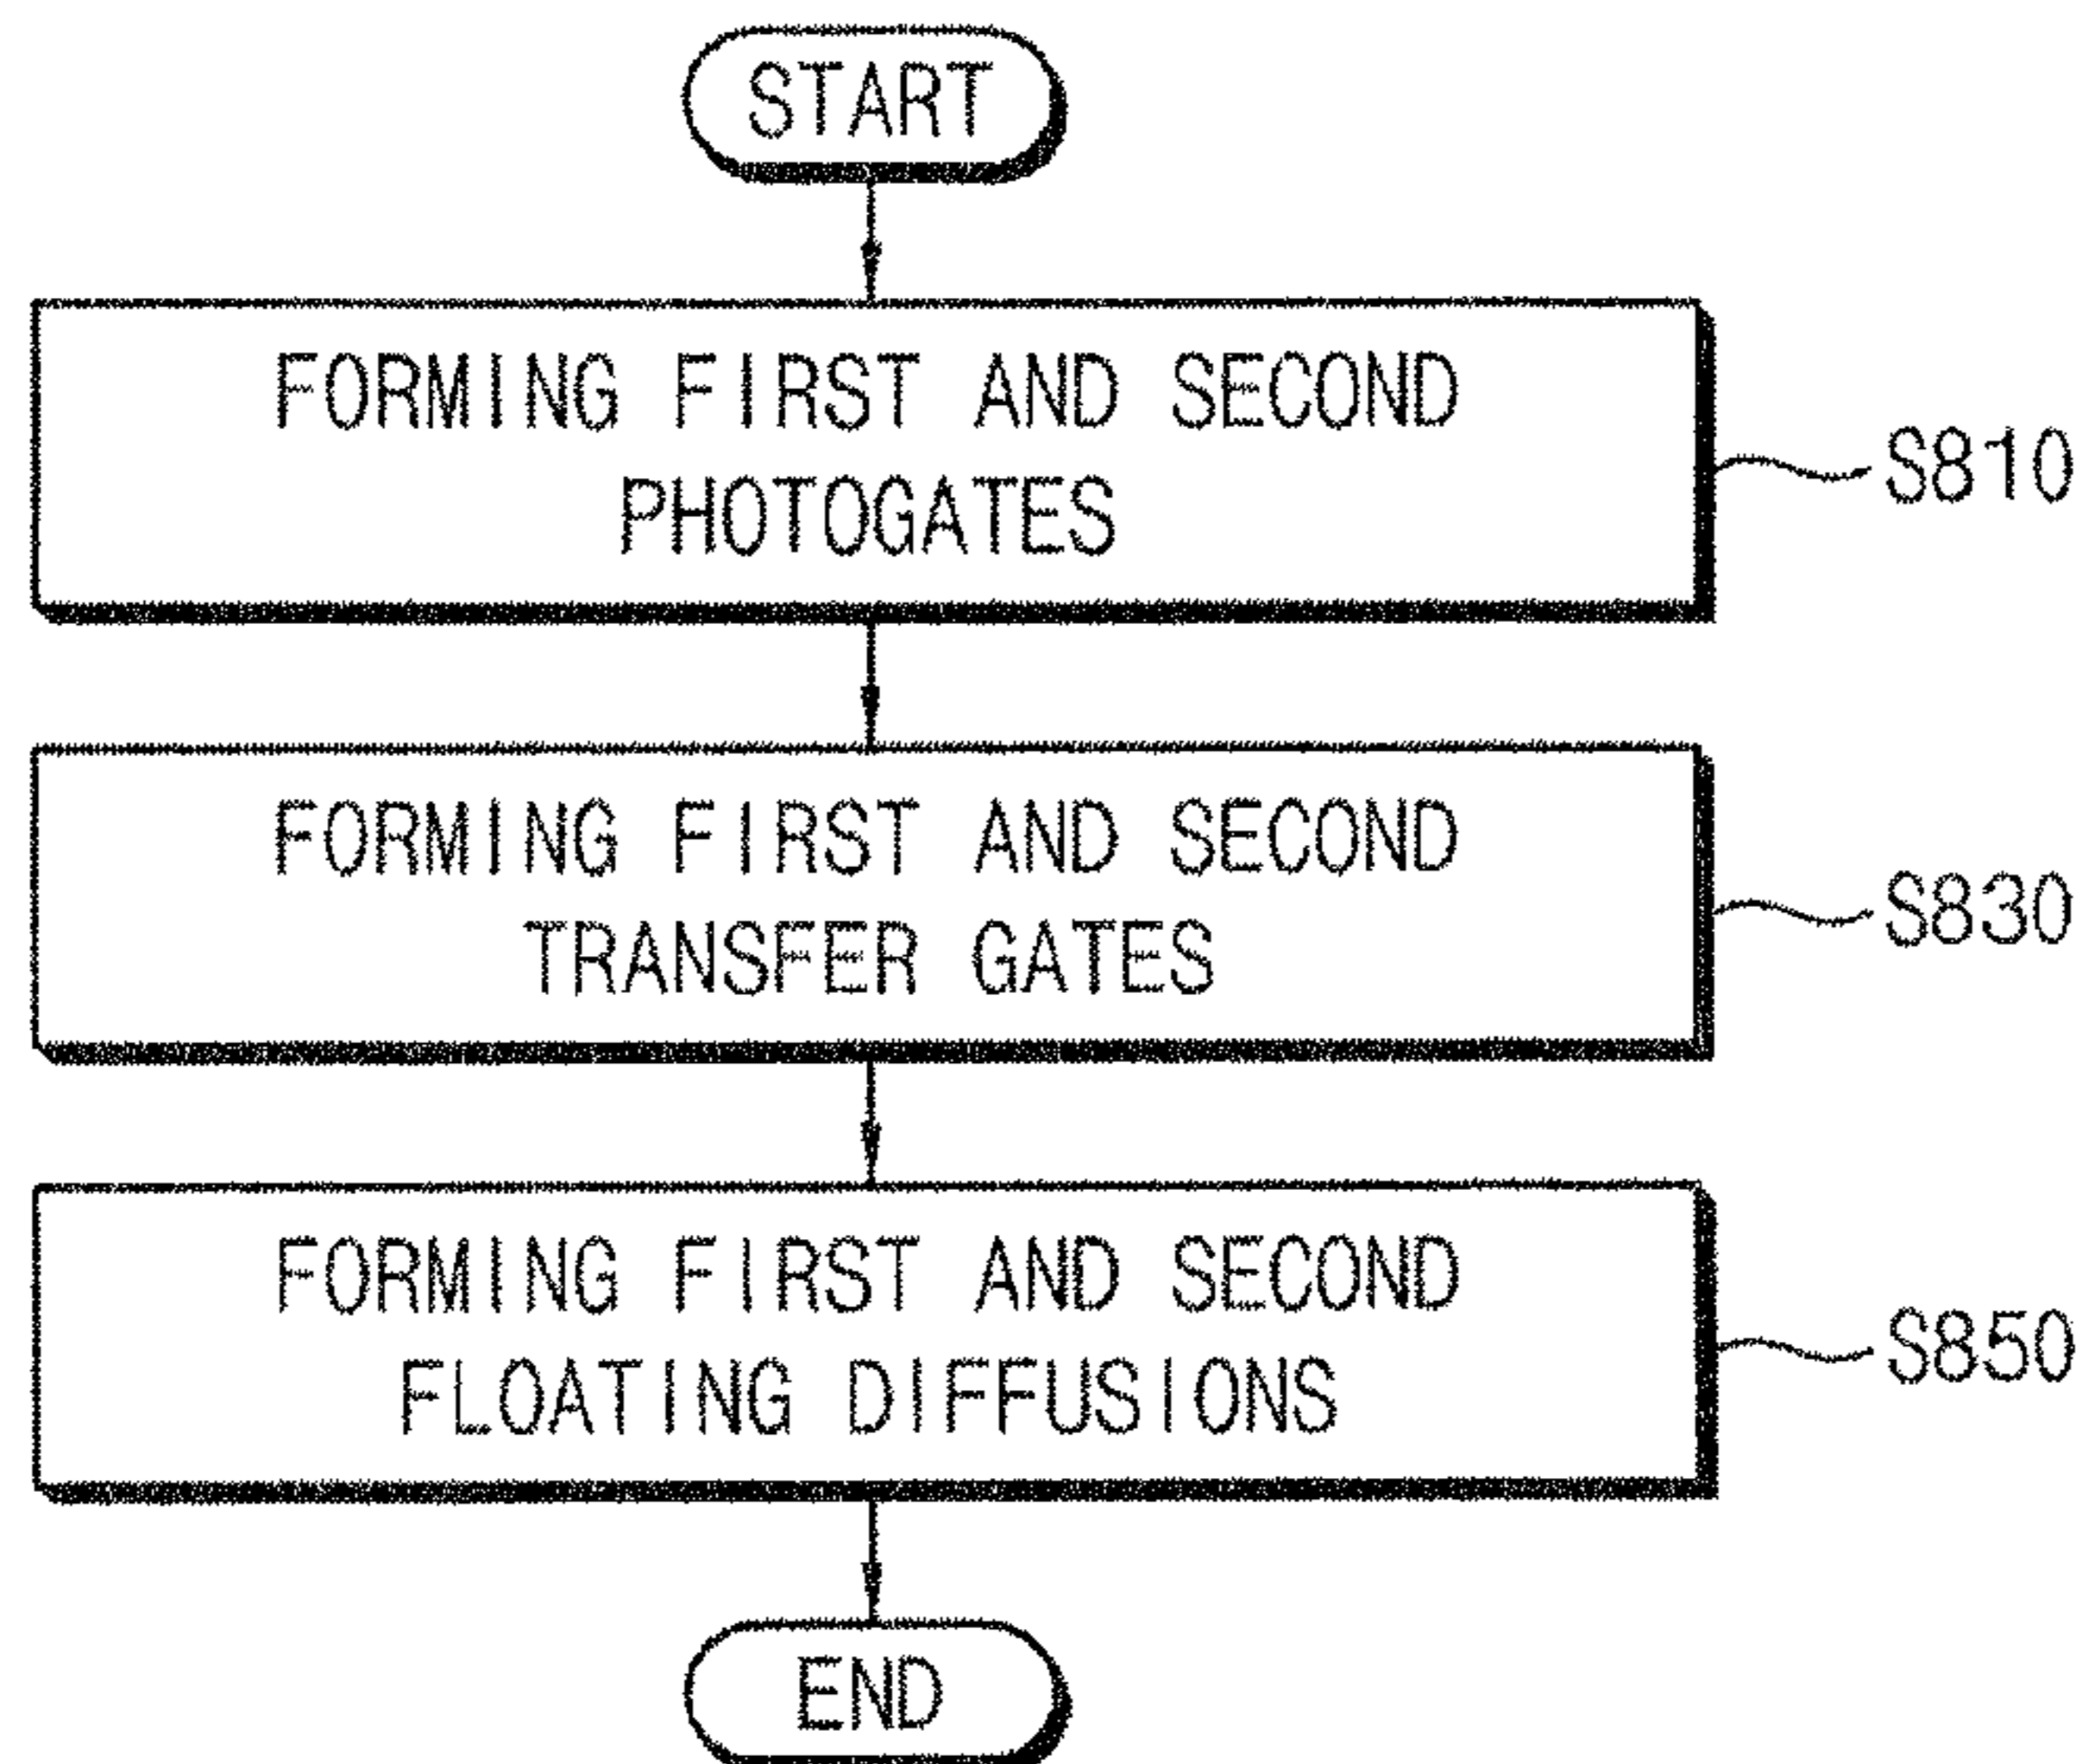 START
FORMING FIRST AND SECOND
PHOTOGATES
S810
FORMING FIRST AND SECOND
TRANSFER GATES
S830
FORMING FIRST AND SECOND
FLOATING DIFFUSIONS
S850
END